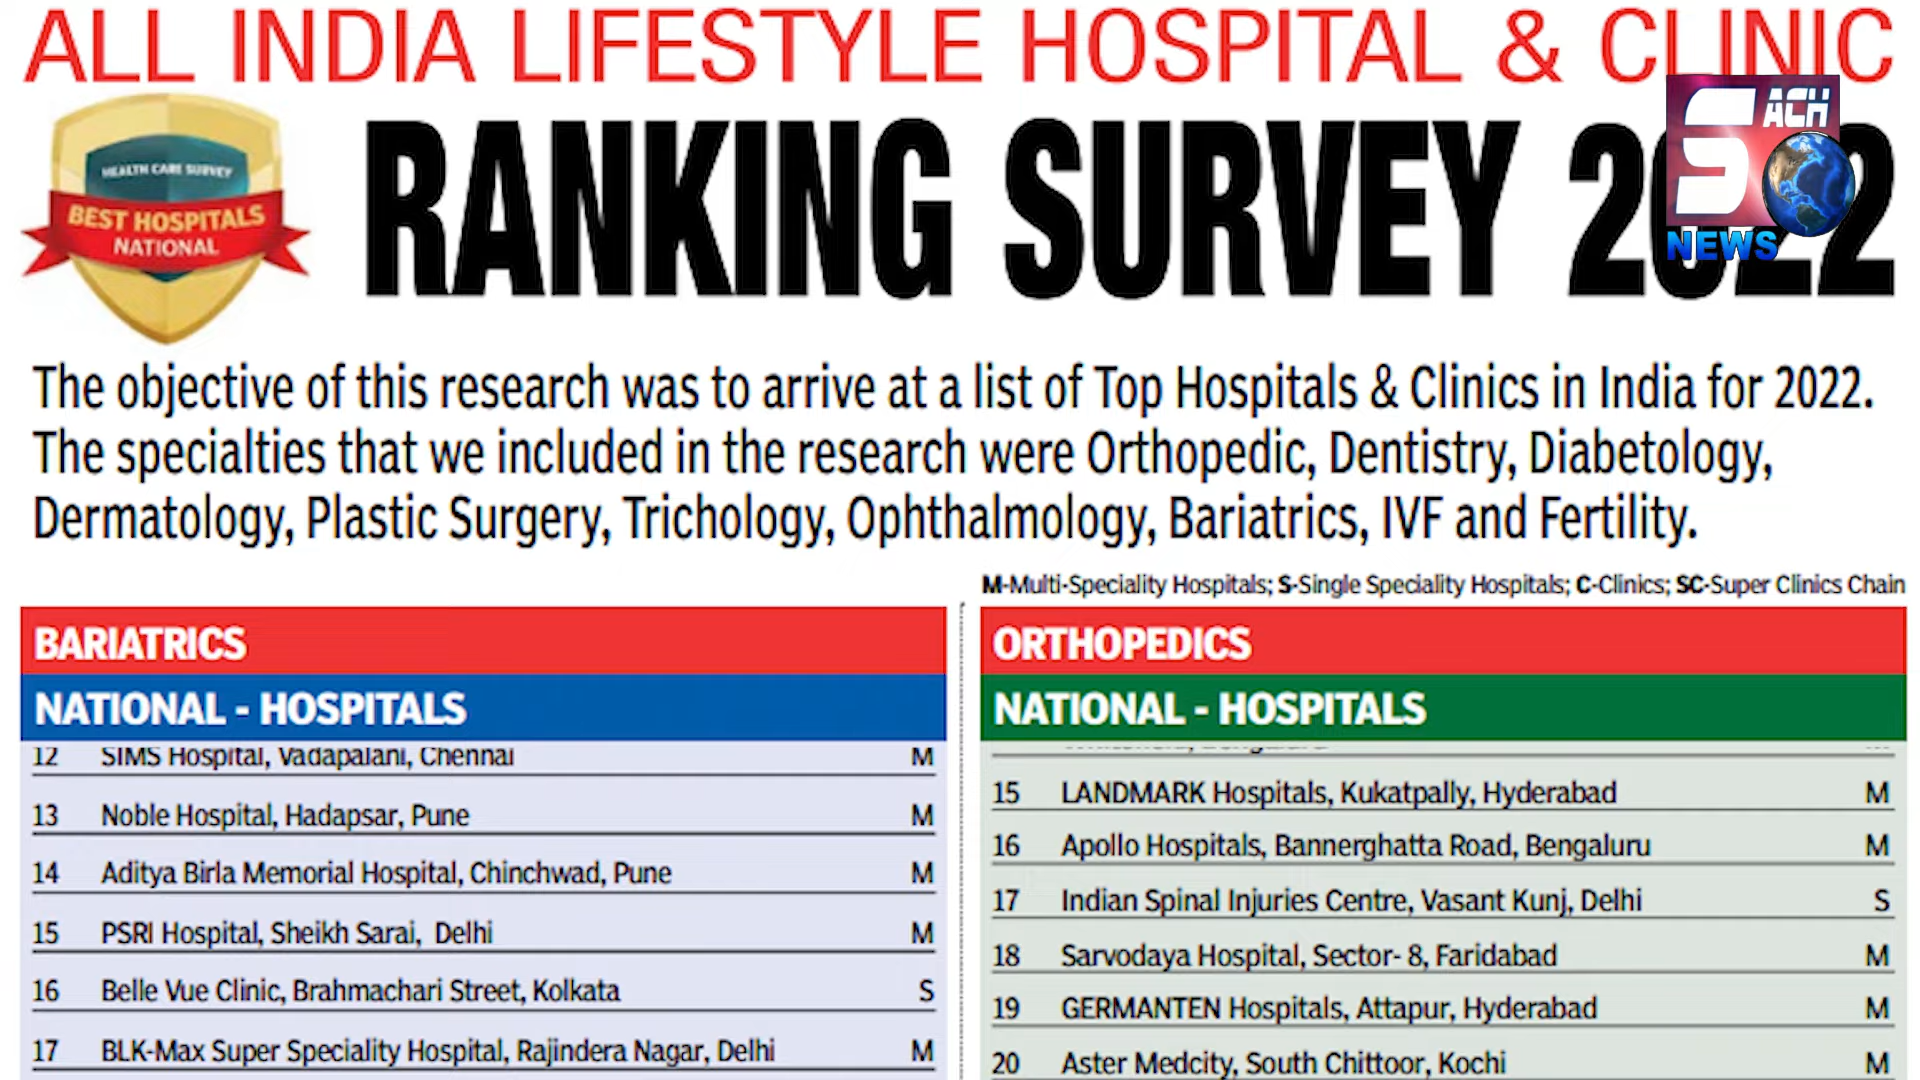 ALL INDIA LIFESTYLE HOSPITAL & CLINIC
SACH
NEWS
HEALTH CARE SURVEY
BEST HOSPITALS
NATIONAL
RANKING SURVEY 2022
The objective of this research was to arrive at a list of Top Hospitals & Clinics in India for 2022.
The specialties that we included in the research were Orthopedic, Dentistry, Diabetology,
Dermatology, Plastic Surgery, Trichology, Ophthalmology, Bariatrics, IVF and Fertility.
M-Multi-Speciality Hospitals; S-Single Speciality Hospitals; C-Clinics; SC-Super Clinics Chain
BARIATRICS
NATIONAL - HOSPITALS
12 SIMS Hospital, Vadapalani, Chennai M
13 Noble Hospital, Hadapsar, Pune M
14 Aditya Birla Memorial Hospital, Chinchwad, Pune M
15 PSRI Hospital, Sheikh Sarai, Delhi M
16 Belle Vue Clinic, Brahmachari Street, Kolkata S
17 BLK-Max Super Speciality Hospital, Rajindera Nagar, Delhi M
ORTHOPEDICS
NATIONAL - HOSPITALS
15 LANDMARK Hospitals, Kukatpally, Hyderabad M
16 Apollo Hospitals, Bannerghatta Road, Bengaluru M
17 Indian Spinal Injuries Centre, Vasant Kunj, Delhi S
18 Sarvodaya Hospital, Sector- 8, Faridabad M
19 GERMANTEN Hospitals, Attapur, Hyderabad M
20 Aster Medcity, South Chittoor, Kochi M